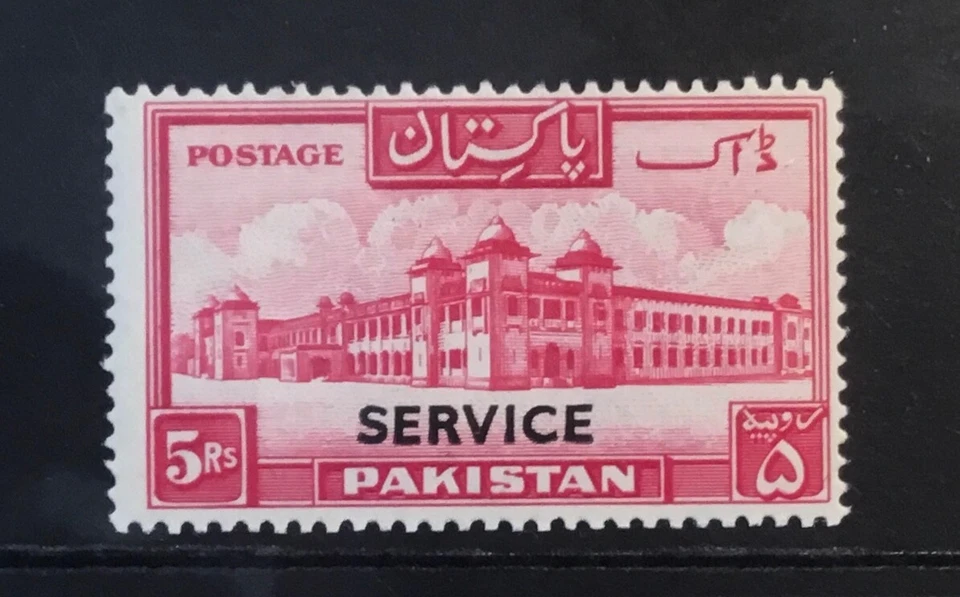 POSTAGE
پاکستان
ڈاک
SERVICE
5Rs
PAKISTAN
روپیہ
۵